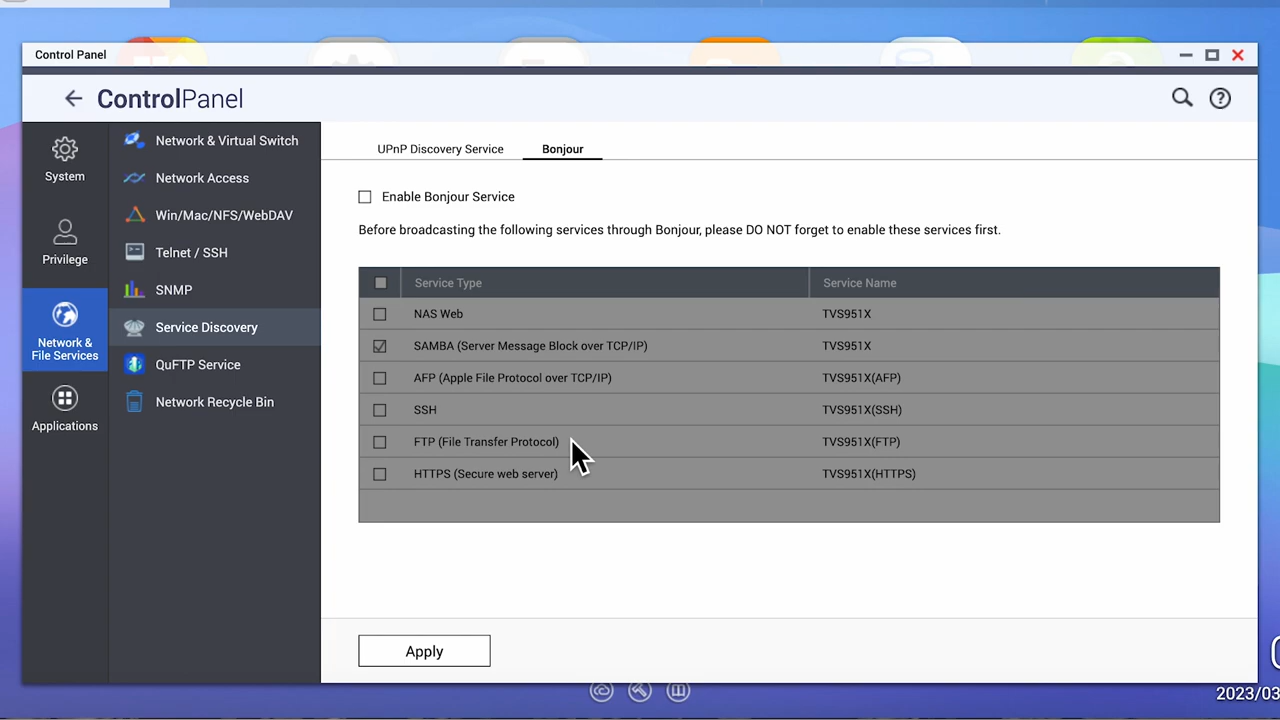 Control Panel
ControlPanel
System
Privilege
Network &
File Services
Applications
Network & Virtual Switch
Network Access
Win/Mac/NFS/WebDAV
Telnet / SSH
SNMP
Service Discovery
QuFTP Service
Network Recycle Bin
UPnP Discovery Service Bonjour
Enable Bonjour Service
Before broadcasting the following services through Bonjour, please DO NOT forget to enable these services first.
Service Type Service Name
NAS Web TVS951X
SAMBA (Server Message Block over TCP/IP) TVS951X
AFP (Apple File Protocol over TCP/IP) TVS951X(AFP)
SSH TVS951X(SSH)
FTP (File Transfer Protocol) TVS951X(FTP)
HTTPS (Secure web server) TVS951X(HTTPS)
Apply
2023/03